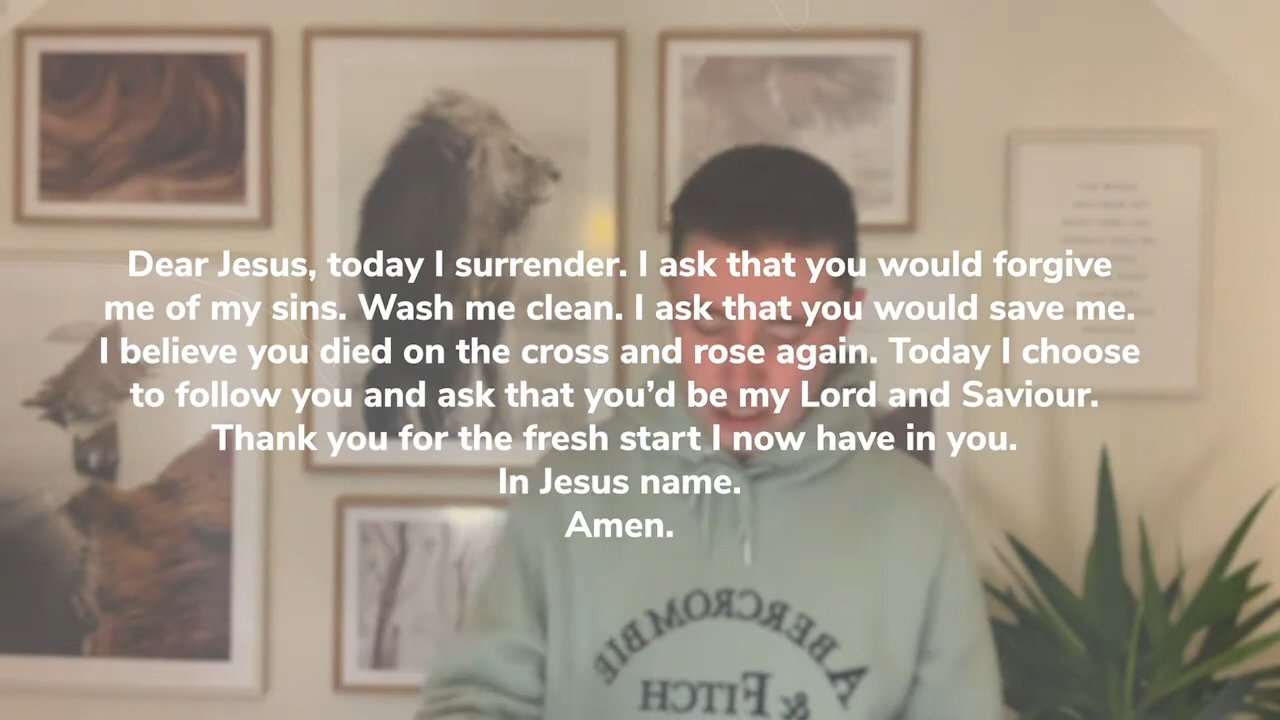 Dear Jesus, today I surrender. I ask that you would forgive
me of my sins. Wash me clean. I ask that you would save me.
I believe you died on the cross and rose again. Today I choose
to follow you and ask that you’d be my Lord and Saviour.
Thank you for the fresh start I now have in you.
In Jesus name.
Amen.
ABERCROMBIE
& FITCH